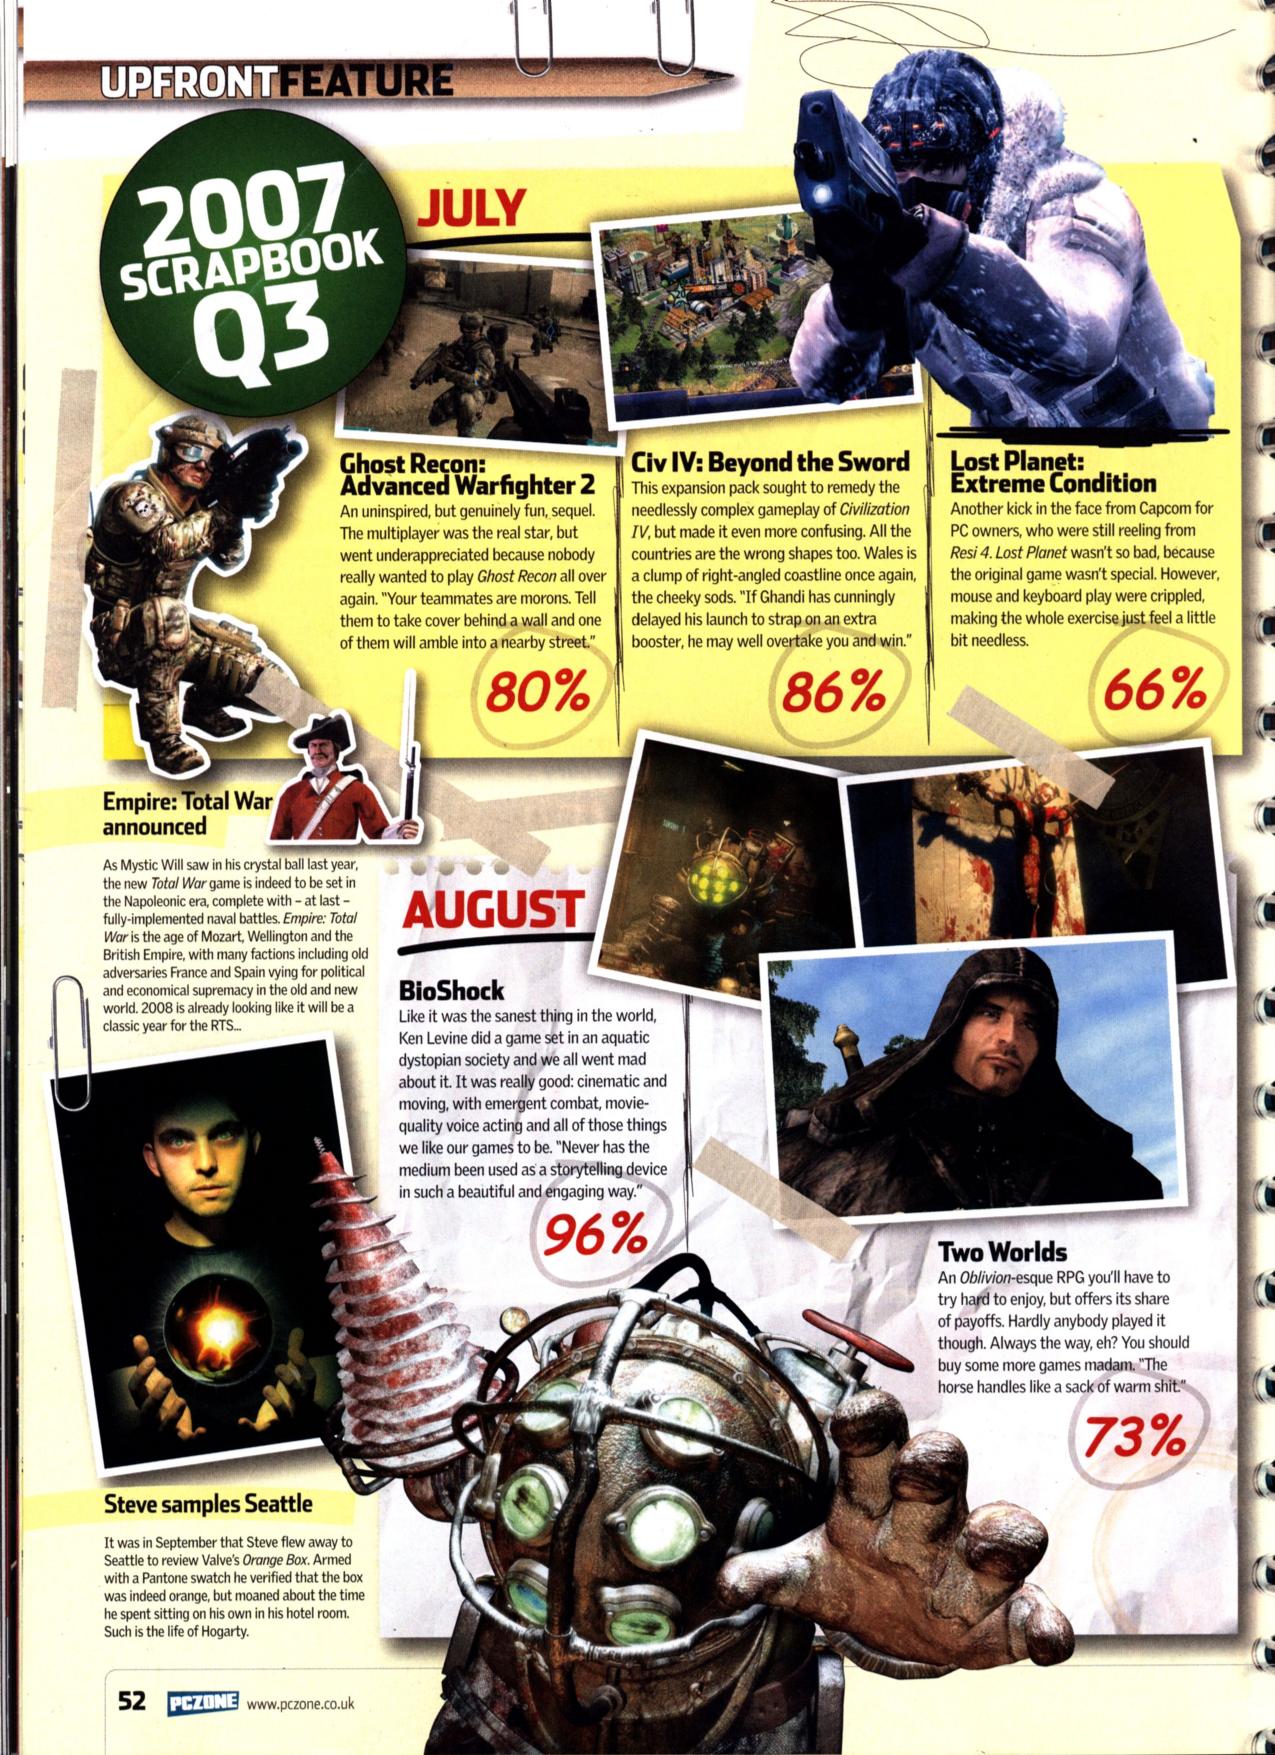 UPFRONTFEATURE
2007
SCRAPBOOK
Q3
JULY
Ghost Recon:
Advanced Warfighter 2
An uninspired, but genuinely fun, sequel.
The multiplayer was the real star, but
went underappreciated because nobody
really wanted to play Ghost Recon all over
again. "Your teammates are morons. Tell
them to take cover behind a wall and one
of them will amble into a nearby street."
80%
Civ IV: Beyond the Sword
This expansion pack sought to remedy the
needlessly complex gameplay of Civilization
IV, but made it even more confusing. All the
countries are the wrong shapes too. Wales is
a clump of right-angled coastline once again,
the cheeky sods. "If Ghandi has cunningly
delayed his launch to strap on an extra
booster, he may well overtake you and win."
86%
Lost Planet:
Extreme Condition
Another kick in the face from Capcom for
PC owners, who were still reeling from
Resi 4. Lost Planet wasn't so bad, because
the original game wasn't special. However,
mouse and keyboard play were crippled,
making the whole exercise just feel a little
bit needless.
66%
Empire: Total War
announced
As Mystic Will saw in his crystal ball last year,
the new Total War game is indeed to be set in
the Napoleonic era, complete with – at last –
fully-implemented naval battles. Empire: Total
War is the age of Mozart, Wellington and the
British Empire, with many factions including old
adversaries France and Spain vying for political
and economical supremacy in the old and new
world. 2008 is already looking like it will be a
classic year for the RTS...
AUGUST
BioShock
Like it was the sanest thing in the world,
Ken Levine did a game set in an aquatic
dystopian society and we all went mad
about it. It was really good: cinematic and
moving, with emergent combat, movie-
quality voice acting and all of those things
we like our games to be. "Never has the
medium been used as a storytelling device
in such a beautiful and engaging way."
96%
Two Worlds
An Oblivion-esque RPG you'll have to
try hard to enjoy, but offers its share
of payoffs. Hardly anybody played it
though. Always the way, eh? You should
buy some more games madam. "The
horse handles like a sack of warm shit."
73%
Steve samples Seattle
It was in September that Steve flew away to
Seattle to review Valve's Orange Box. Armed
with a Pantone swatch he verified that the box
was indeed orange, but moaned about the time
he spent sitting on his own in his hotel room.
Such is the life of Hogarty.
52 PCZONE www.pczone.co.uk